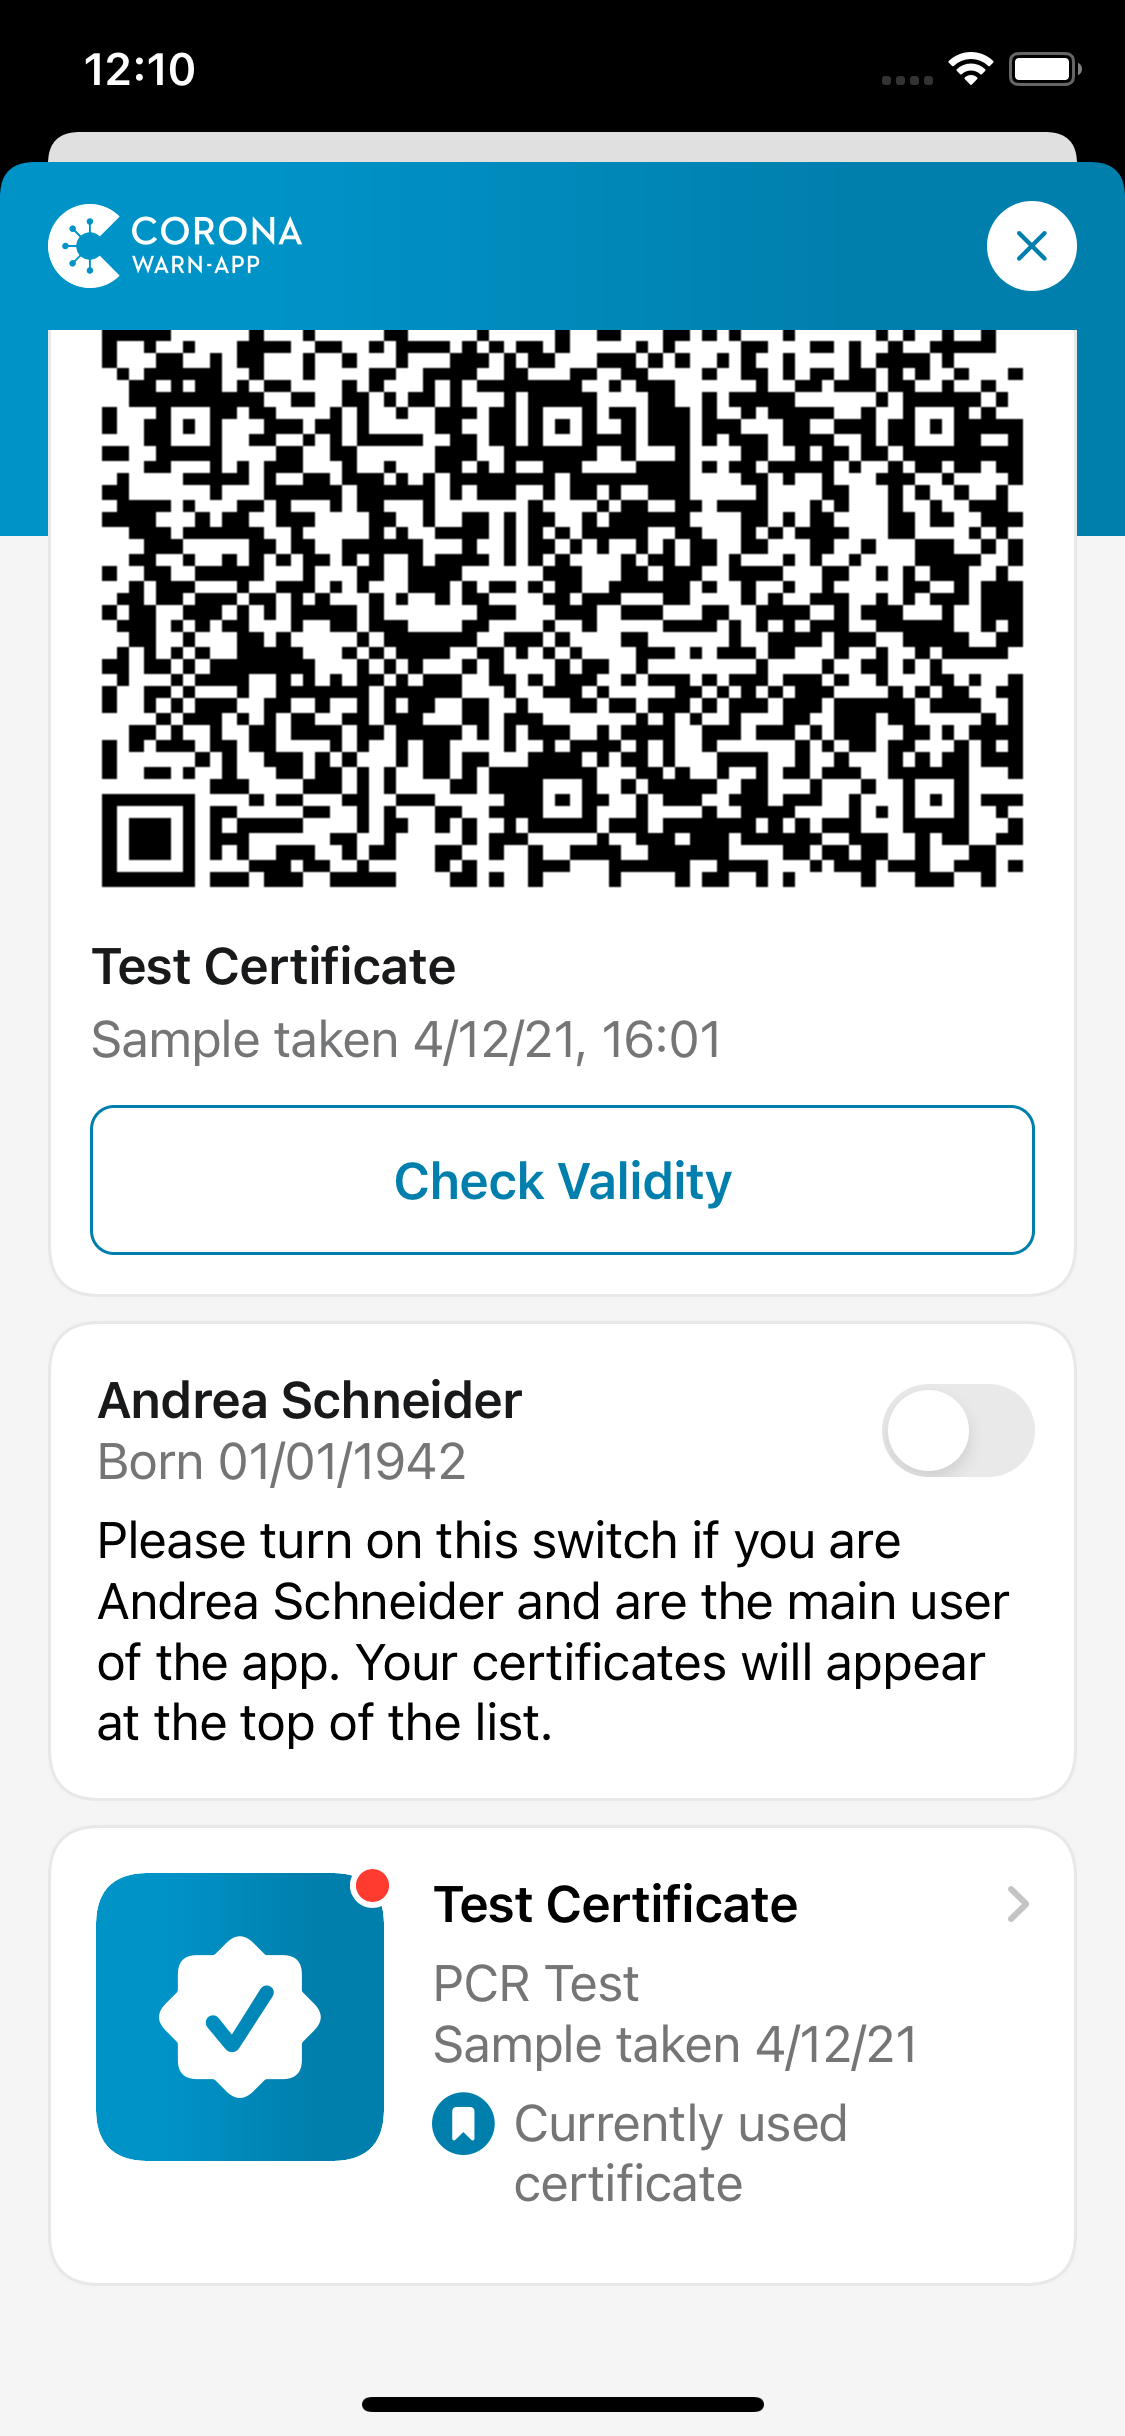 12:10
CORONA
WARN-APP
Test Certificate
Sample taken 4/12/21, 16:01
Check Validity
Andrea Schneider
Born 01/01/1942
Please turn on this switch if you are
Andrea Schneider and are the main user
of the app. Your certificates will appear
at the top of the list.
Test Certificate
PCR Test
Sample taken 4/12/21
Currently used
certificate